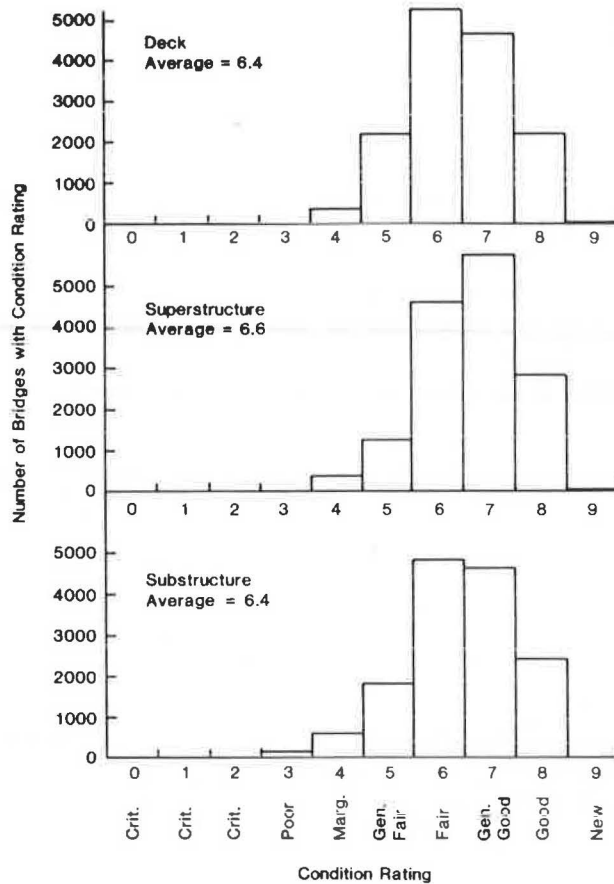 Number of Bridges with Condition Rating
Deck
Average = 6.4
5000
4000
3000
2000
1000
0
0 1 2 3 4 5 6 7 8 9
Superstructure
Average = 6.6
5000
4000
3000
2000
1000
0
0 1 2 3 4 5 6 7 8 9
Substructure
Average = 6.4
5000
4000
3000
2000
1000
0
0 1 2 3 4 5 6 7 8 9
Crit.
Crit.
Crit.
Poor
Marg.
Gen.
Fair
Fair
Gen.
Good
Good
New
Condition Rating